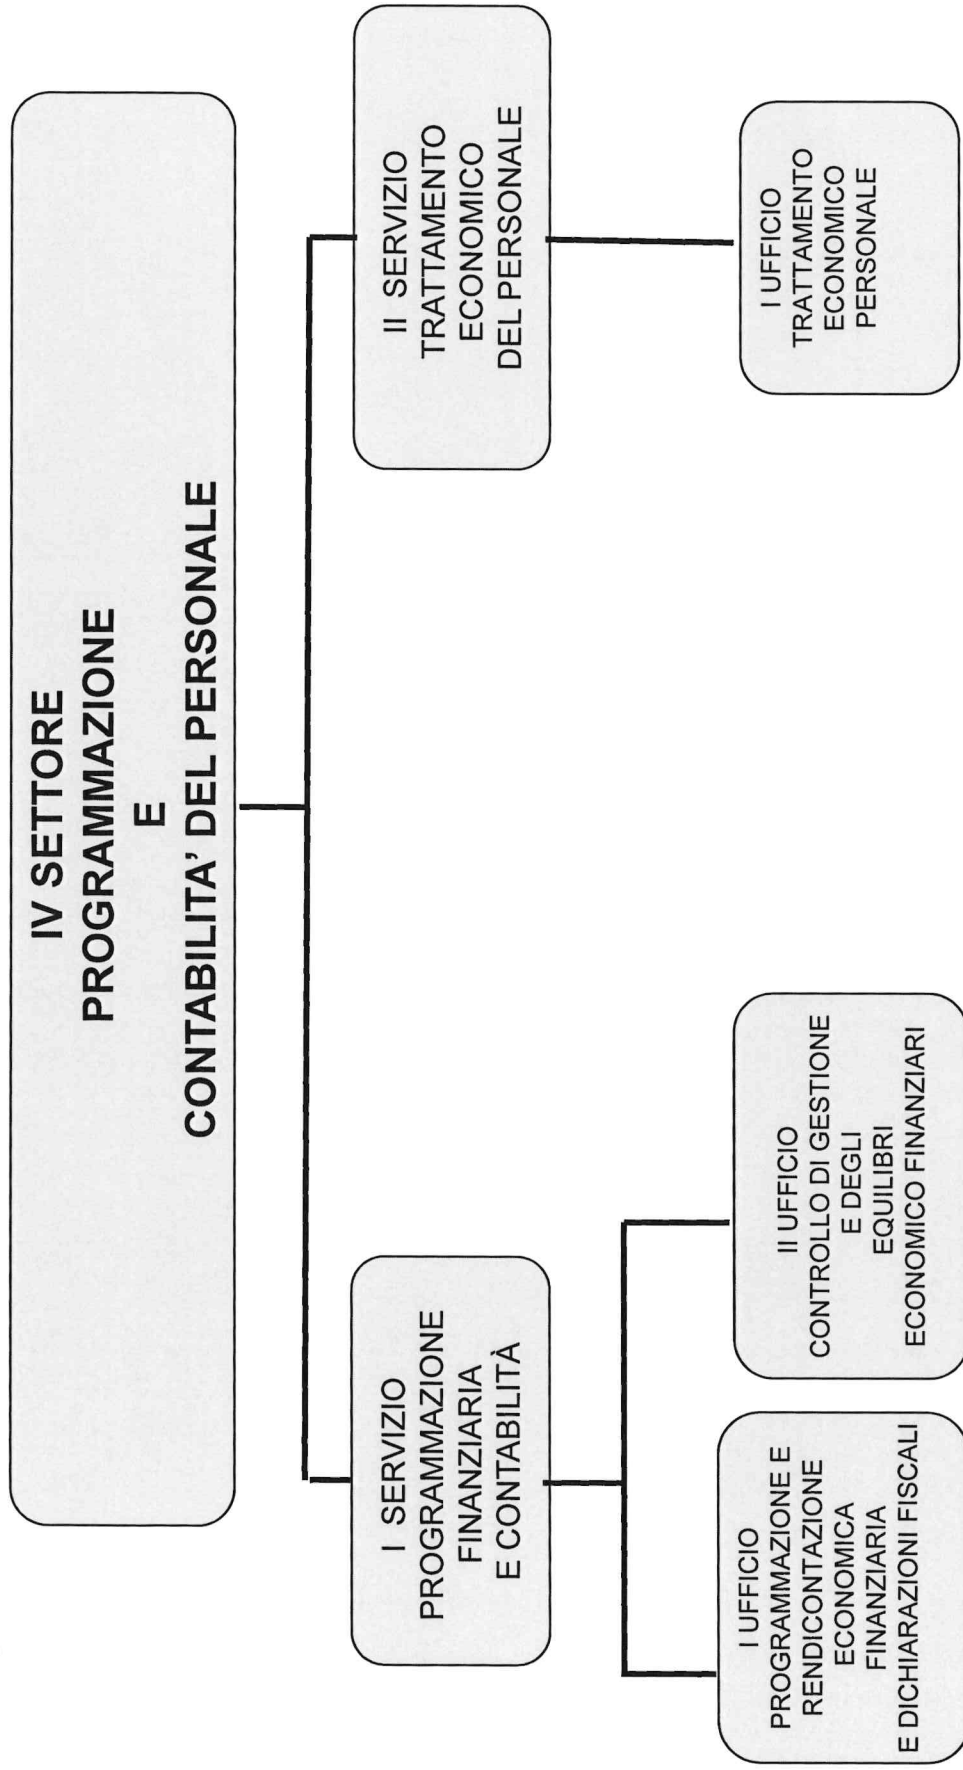 IV SETTORE
PROGRAMMAZIONE
E
CONTABILITA' DEL PERSONALE
I SERVIZIO
PROGRAMMAZIONE
FINANZIARIA
E CONTABILITÀ
II SERVIZIO
TRATTAMENTO
ECONOMICO
DEL PERSONALE
I UFFICIO
PROGRAMMAZIONE E
RENDICONTAZIONE
ECONOMICA
FINANZIARIA
E DICHIARAZIONI FISCALI
II UFFICIO
CONTROLLO DI GESTIONE
E DEGLI
EQUILIBRI
ECONOMICO FINANZIARI
I UFFICIO
TRATTAMENTO
ECONOMICO
PERSONALE